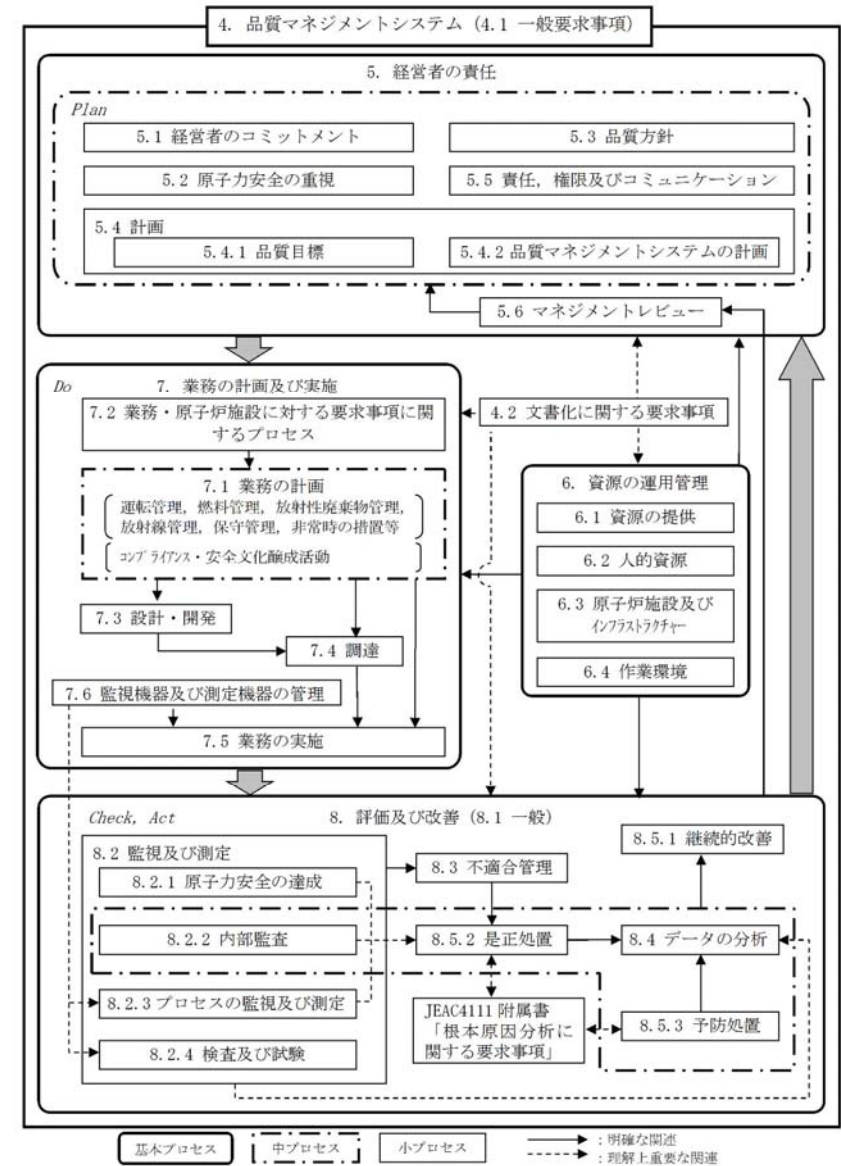 4. 品質マネジメントシステム（4.1 一般要求事項）
5. 経営者の責任
Plan
5.1 経営者のコミットメント
5.3 品質方針
5.2 原子力安全の重視
5.5 責任，権限及びコミュニケーション
5.4 計画
5.4.1 品質目標
5.4.2 品質マネジメントシステムの計画
5.6 マネジメントレビュー
Do
7. 業務の計画及び実施
7.2 業務・原子炉施設に対する要求事項に関
するプロセス
4.2 文書化に関する要求事項
7.1 業務の計画
運転管理，燃料管理，放射性廃棄物管理，
放射線管理，保守管理，非常時の措置等
コンプライアンス・安全文化醸成活動
7.3 設計・開発
7.4 調達
7.6 監視機器及び測定機器の管理
7.5 業務の実施
6. 資源の運用管理
6.1 資源の提供
6.2 人的資源
6.3 原子炉施設及び
インフラストラクチャー
6.4 作業環境
Check, Act
8. 評価及び改善（8.1 一般）
8.2 監視及び測定
8.2.1 原子力安全の達成
8.2.2 内部監査
8.2.3 プロセスの監視及び測定
8.2.4 検査及び試験
8.3 不適合管理
8.5.1 継続的改善
8.5.2 是正処置
8.4 データの分析
JEAC4111 附属書
「根本原因分析に
関する要求事項」
8.5.3 予防処置
基本プロセス
中プロセス
小プロセス
：明確な関連
：理解上重要な関連